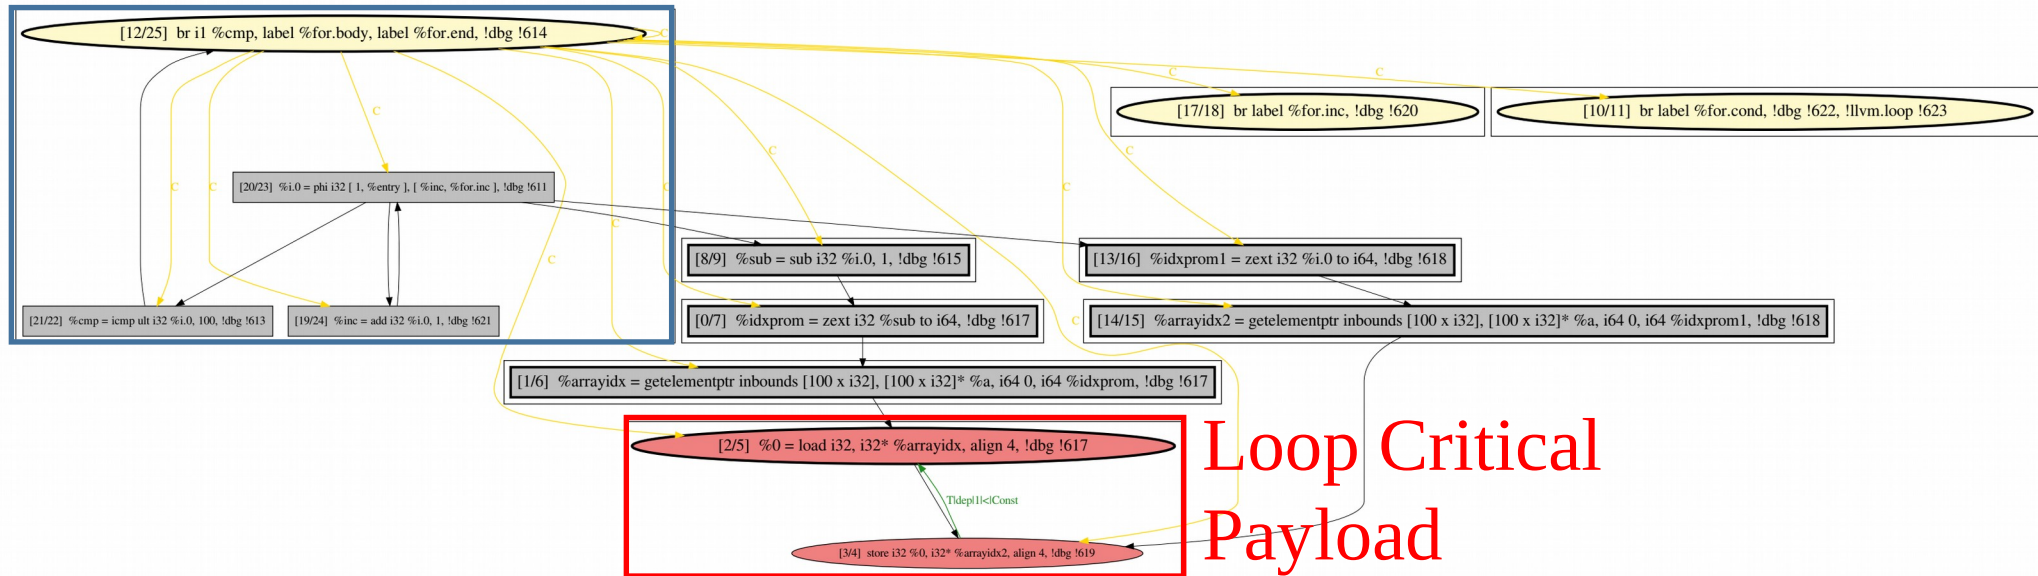 [12/25]  br i1 %cmp, label %for.body, label %for.end, !dbg !614
C
C
C
[17/18]  br label %for.inc, !dbg !620
[10/11]  br label %for.cond, !dbg !622, !llvm.loop !623
C
C
C
[20/23]  %i.0 = phi i32 [ 1, %entry ], [ %inc, %for.inc ], !dbg !611
C
C
C
C
C
C
[8/9]  %sub = sub i32 %i.0, 1, !dbg !615
[13/16]  %idxprom1 = zext i32 %i.0 to i64, !dbg !618
C
[21/22]  %cmp = icmp ult i32 %i.0, 100, !dbg !613
[19/24]  %inc = add i32 %i.0, 1, !dbg !621
[0/7]  %idxprom = zext i32 %sub to i64, !dbg !617
C
[14/15]  %arrayidx2 = getelementptr inbounds [100 x i32], [100 x i32]* %a, i64 0, i64 %idxprom1, !dbg !618
[1/6]  %arrayidx = getelementptr inbounds [100 x i32], [100 x i32]* %a, i64 0, i64 %idxprom, !dbg !617
[2/5]  %0 = load i32, i32* %arrayidx, align 4, !dbg !617
Loop Critical
T|dep|1|<|Const
Payload
[3/4]  store i32 %0, i32* %arrayidx2, align 4, !dbg !619